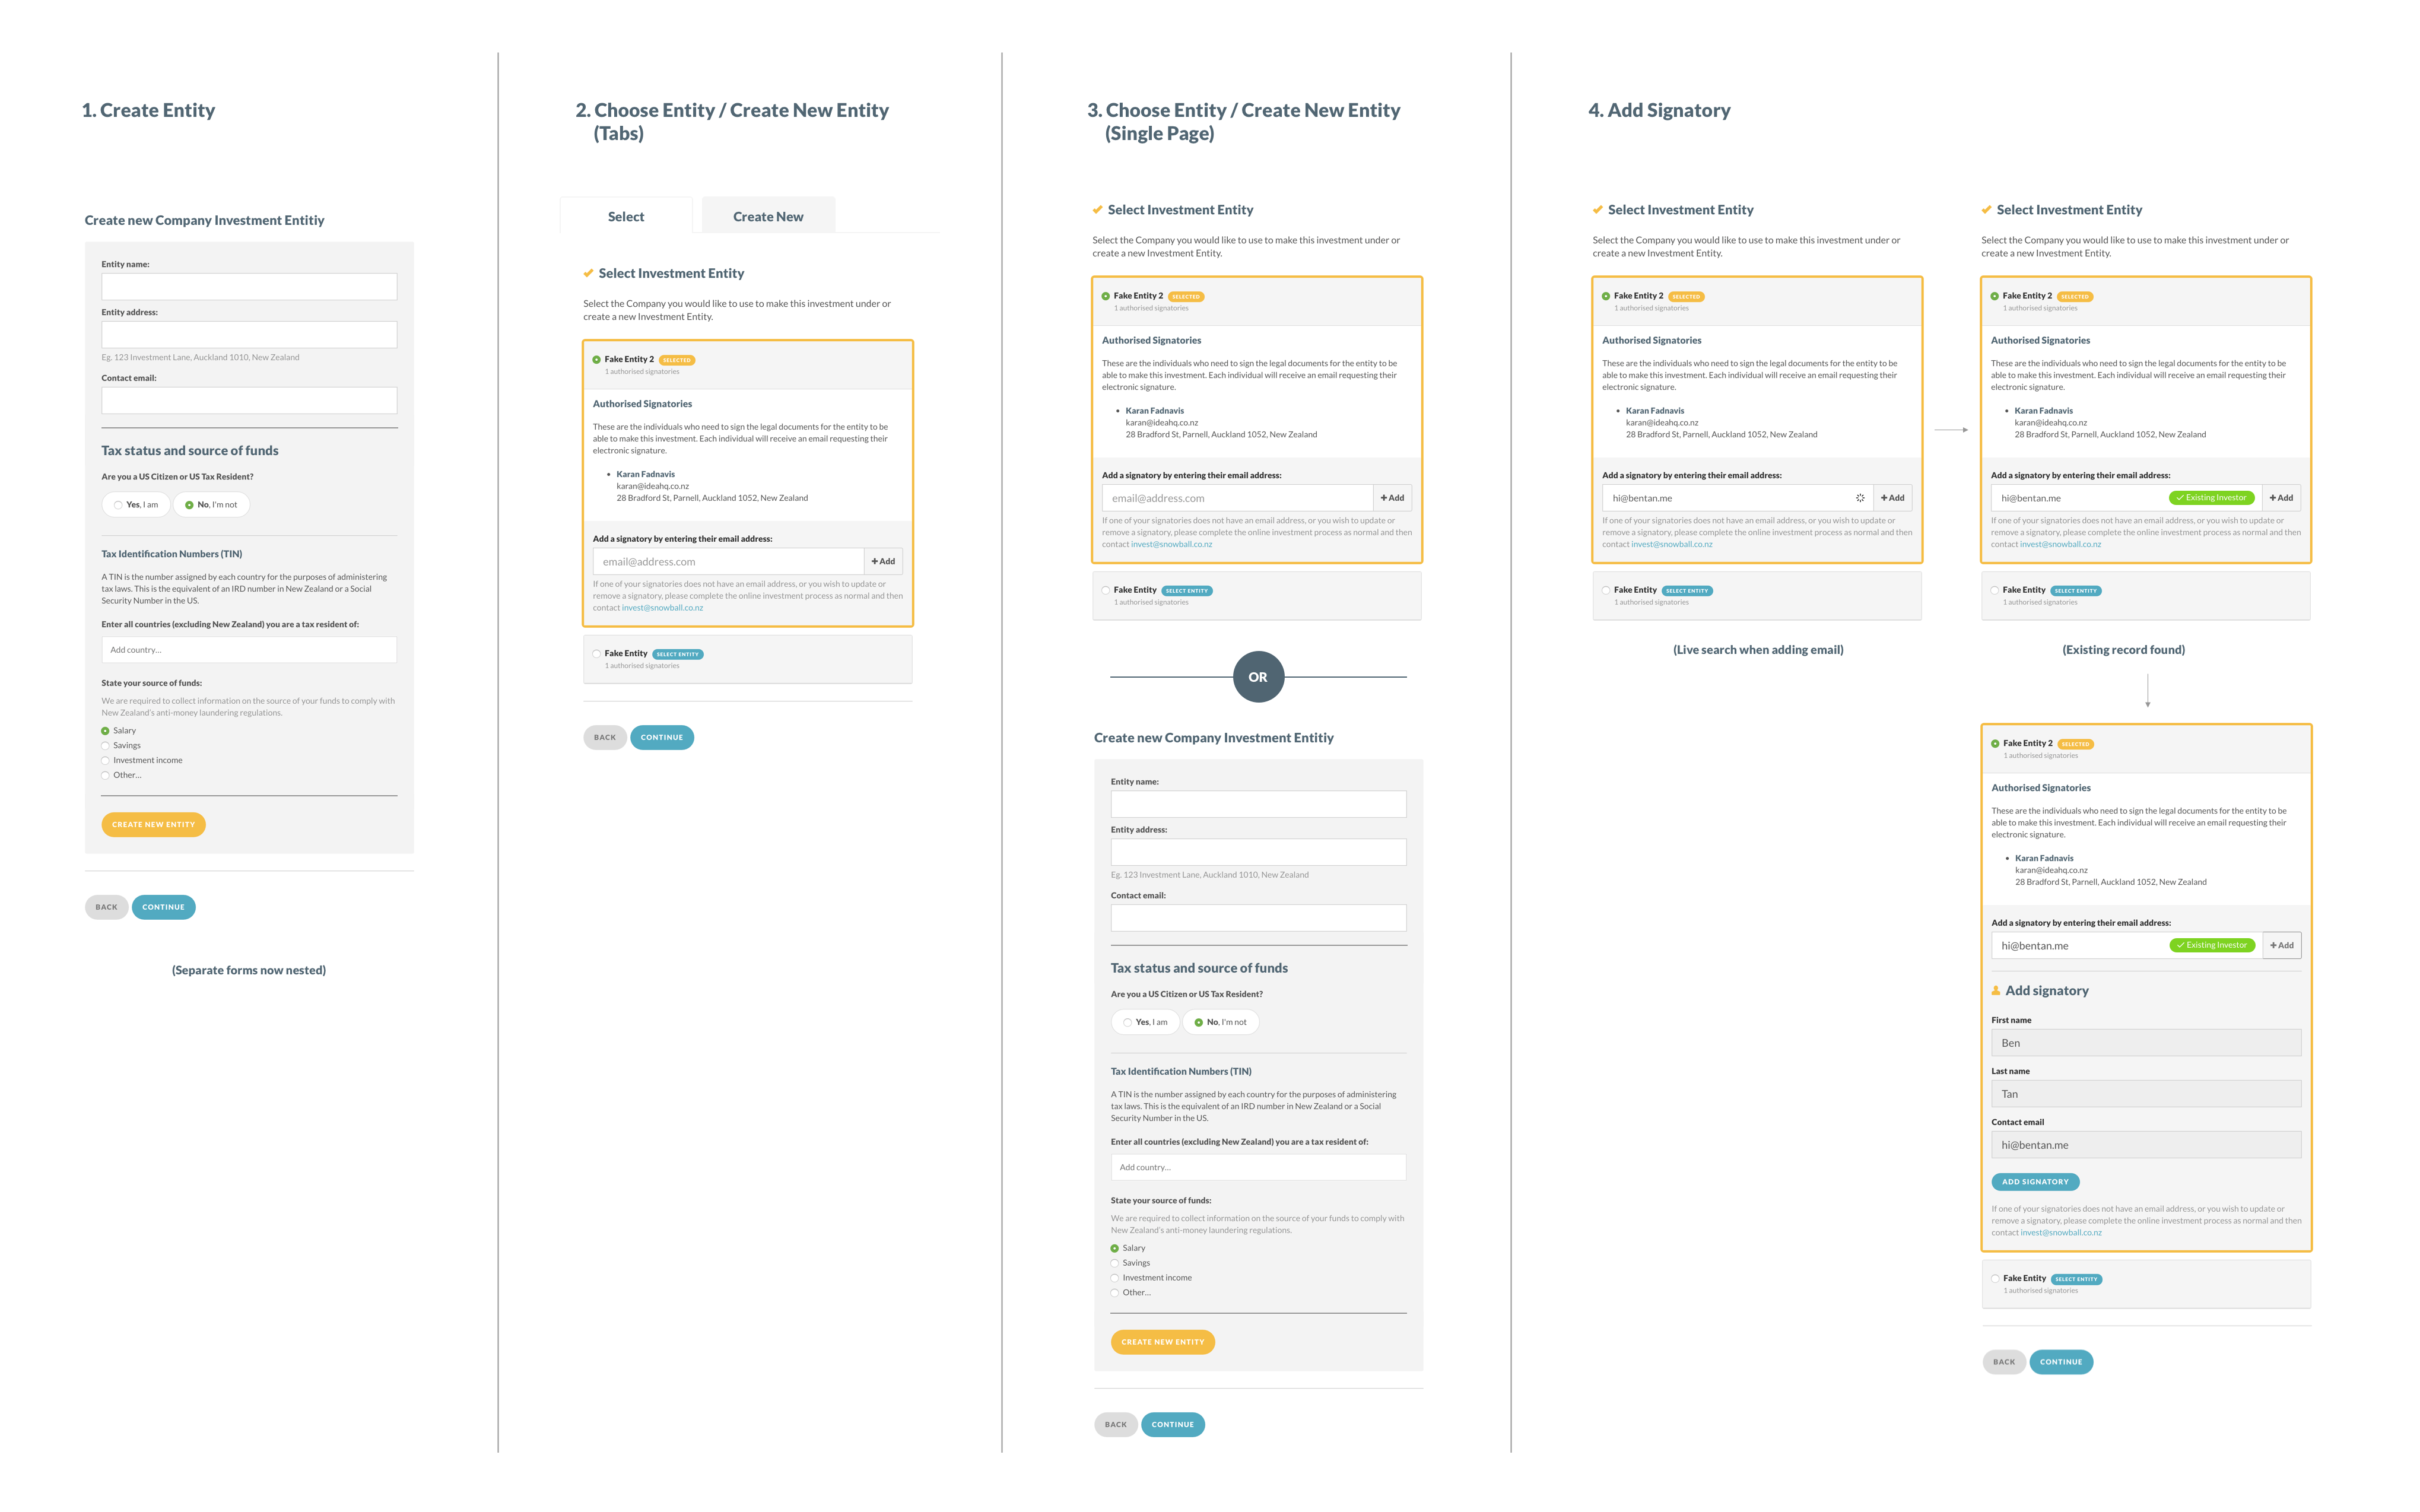 1. Create Entity
Create new Company Investment Entitiy
Entity name:
Entity address:
Eg. 123 Investment Lane, Auckland 1010, New Zealand
Contact email:
Tax status and source of funds
Are you a US Citizen or US Tax Resident?
Yes, I am
No, I'm not
Tax Identification Numbers (TIN)
A TIN is the number assigned by each country for the purposes of administering
tax laws. This is the equivalent of an IRD number in New Zealand or a Social
Security Number in the US.
Enter all countries (excluding New Zealand) you are a tax resident of:
Add country...
State your source of funds:
We are required to collect information on the source of your funds to comply with
New Zealand's anti-money laundering regulations.
Salary
Savings
Investment income
Other...
CREATE NEW ENTITY
BACK
CONTINUE
(Separate forms now nested)
2. Choose Entity / Create New Entity
(Tabs)
Select
Create New
Select Investment Entity
Select the Company you would like to use to make this investment under or
create a new Investment Entity.
Fake Entity 2 SELECTED
1 authorised signatories
Authorised Signatories
These are the individuals who need to sign the legal documents for the entity to be
able to make this investment. Each individual will receive an email requesting their
electronic signature.
• Karan Fadnavis
karan@ideahq.co.nz
28 Bradford St, Parnell, Auckland 1052, New Zealand
Add a signatory by entering their email address:
email@address.com
+ Add
If one of your signatories does not have an email address, or you wish to update or
remove a signatory, please complete the online investment process as normal and then
contact invest@snowball.co.nz
Fake Entity SELECT ENTITY
1 authorised signatories
BACK
CONTINUE
3. Choose Entity / Create New Entity
(Single Page)
Select Investment Entity
Select the Company you would like to use to make this investment under or
create a new Investment Entity.
Fake Entity 2 SELECTED
1 authorised signatories
Authorised Signatories
These are the individuals who need to sign the legal documents for the entity to be
able to make this investment. Each individual will receive an email requesting their
electronic signature.
• Karan Fadnavis
karan@ideahq.co.nz
28 Bradford St, Parnell, Auckland 1052, New Zealand
Add a signatory by entering their email address:
email@address.com
+ Add
If one of your signatories does not have an email address, or you wish to update or
remove a signatory, please complete the online investment process as normal and then
contact invest@snowball.co.nz
Fake Entity SELECT ENTITY
1 authorised signatories
OR
Create new Company Investment Entitiy
Entity name:
Entity address:
Eg. 123 Investment Lane, Auckland 1010, New Zealand
Contact email:
Tax status and source of funds
Are you a US Citizen or US Tax Resident?
Yes, I am
No, I'm not
Tax Identification Numbers (TIN)
A TIN is the number assigned by each country for the purposes of administering
tax laws. This is the equivalent of an IRD number in New Zealand or a Social
Security Number in the US.
Enter all countries (excluding New Zealand) you are a tax resident of:
Add country...
State your source of funds:
We are required to collect information on the source of your funds to comply with
New Zealand's anti-money laundering regulations.
Salary
Savings
Investment income
Other...
CREATE NEW ENTITY
BACK
CONTINUE
4. Add Signatory
Select Investment Entity
Select the Company you would like to use to make this investment under or
create a new Investment Entity.
Fake Entity 2 SELECTED
1 authorised signatories
Authorised Signatories
These are the individuals who need to sign the legal documents for the entity to be
able to make this investment. Each individual will receive an email requesting their
electronic signature.
• Karan Fadnavis
karan@ideahq.co.nz
28 Bradford St, Parnell, Auckland 1052, New Zealand
Add a signatory by entering their email address:
hi@bentan.me
+ Add
If one of your signatories does not have an email address, or you wish to update or
remove a signatory, please complete the online investment process as normal and then
contact invest@snowball.co.nz
Fake Entity SELECT ENTITY
1 authorised signatories
(Live search when adding email)
Select Investment Entity
Select the Company you would like to use to make this investment under or
create a new Investment Entity.
Fake Entity 2 SELECTED
1 authorised signatories
Authorised Signatories
These are the individuals who need to sign the legal documents for the entity to be
able to make this investment. Each individual will receive an email requesting their
electronic signature.
• Karan Fadnavis
karan@ideahq.co.nz
28 Bradford St, Parnell, Auckland 1052, New Zealand
Add a signatory by entering their email address:
hi@bentan.me
Existing Investor
+ Add
If one of your signatories does not have an email address, or you wish to update or
remove a signatory, please complete the online investment process as normal and then
contact invest@snowball.co.nz
Fake Entity SELECT ENTITY
1 authorised signatories
(Existing record found)
Fake Entity 2 SELECTED
1 authorised signatories
Authorised Signatories
These are the individuals who need to sign the legal documents for the entity to be
able to make this investment. Each individual will receive an email requesting their
electronic signature.
• Karan Fadnavis
karan@ideahq.co.nz
28 Bradford St, Parnell, Auckland 1052, New Zealand
Add a signatory by entering their email address:
hi@bentan.me
Existing Investor
+ Add
Add signatory
First name
Ben
Last name
Tan
Contact email
hi@bentan.me
ADD SIGNATORY
If one of your signatories does not have an email address, or you wish to update or
remove a signatory, please complete the online investment process as normal and then
contact invest@snowball.co.nz
Fake Entity SELECT ENTITY
1 authorised signatories
BACK
CONTINUE